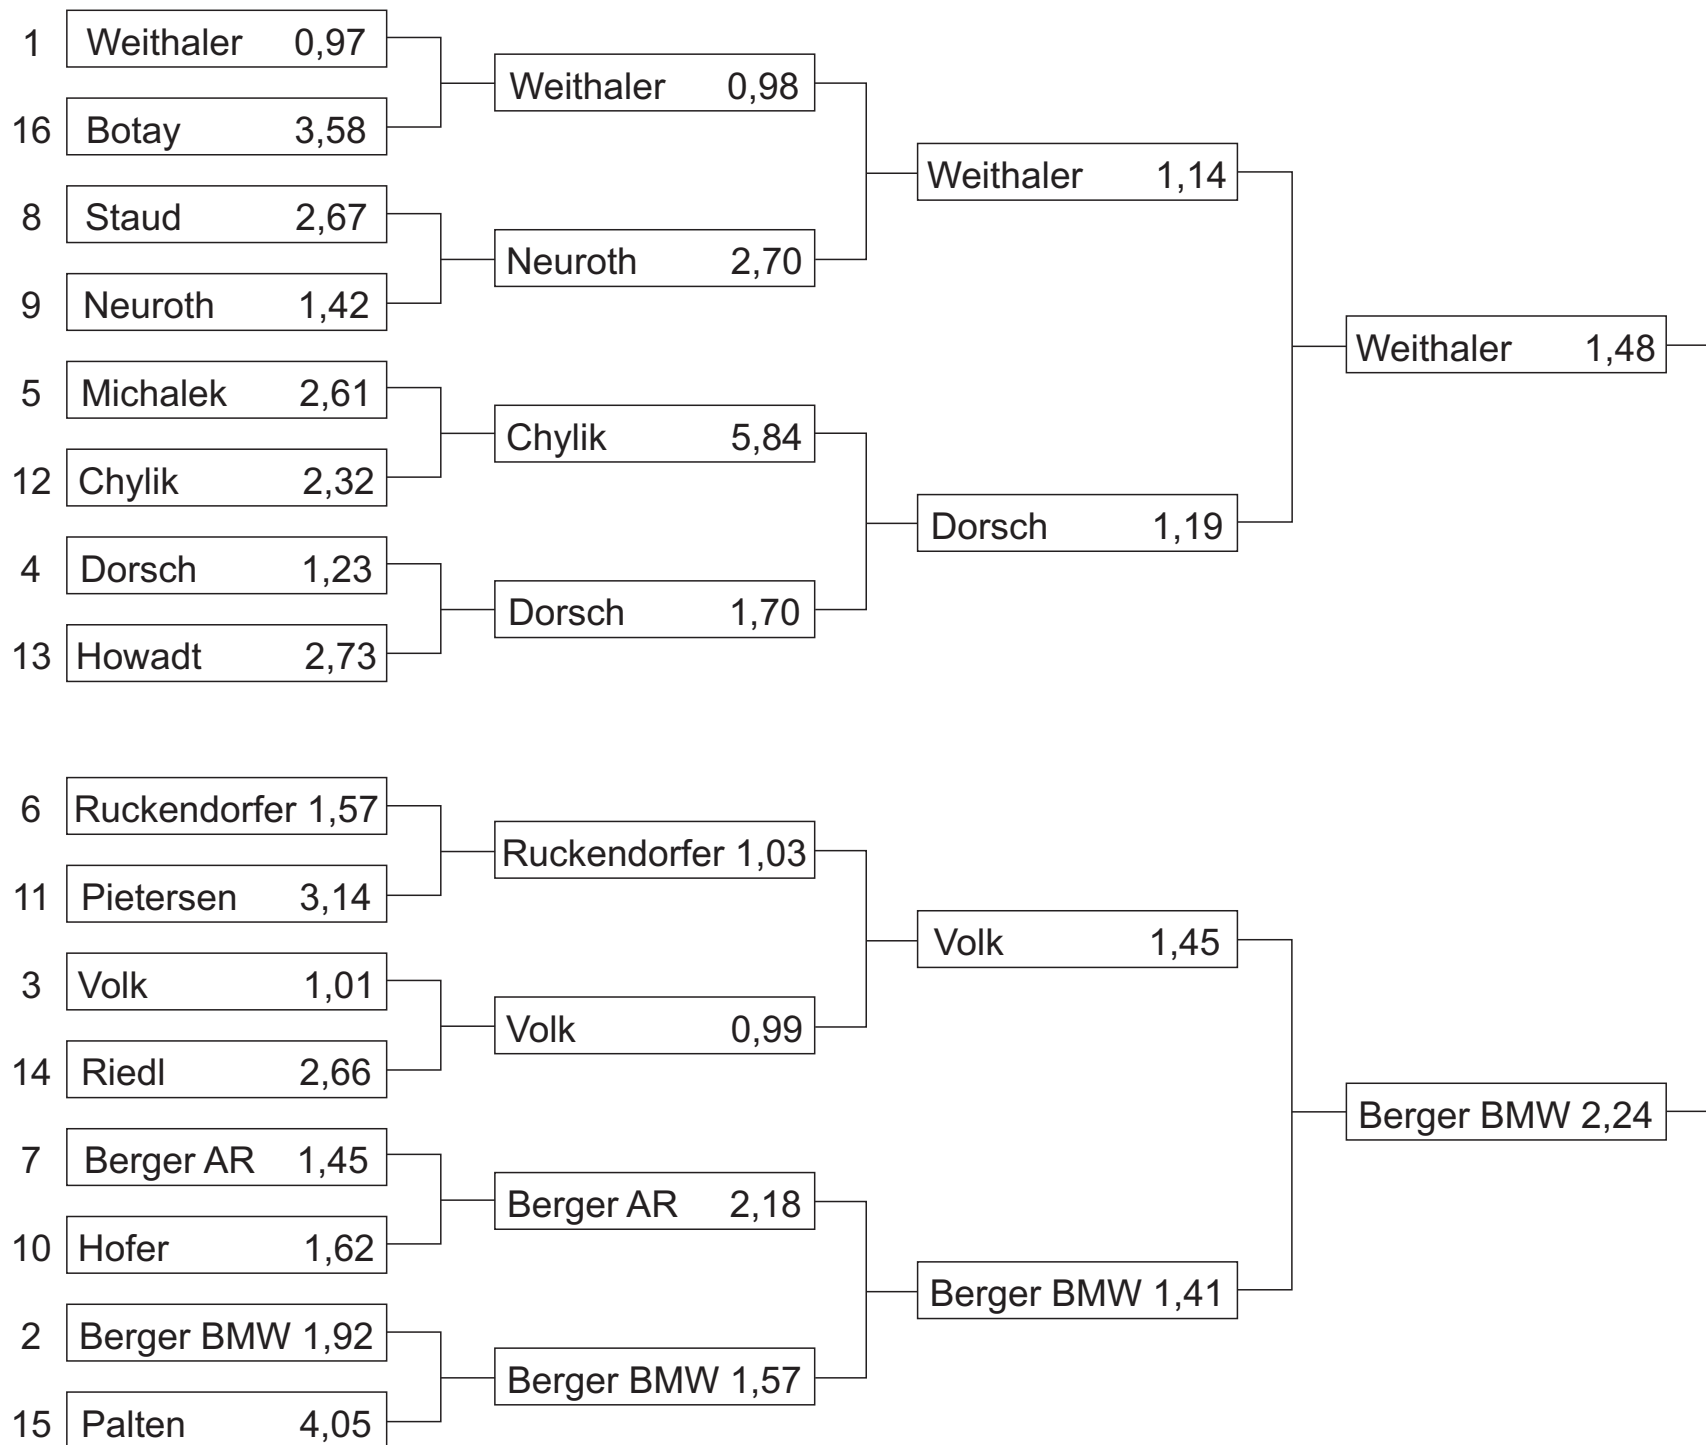 1 Weithaler 0,97
16 Botay 3,58
8 Staud 2,67
9 Neuroth 1,42
5 Michalek 2,61
12 Chylik 2,32
4 Dorsch 1,23
13 Howadt 2,73
6 Ruckendorfer 1,57
11 Pietersen 3,14
3 Volk 1,01
14 Riedl 2,66
7 Berger AR 1,45
10 Hofer 1,62
2 Berger BMW 1,92
15 Palten 4,05
Weithaler 0,98
Neuroth 2,70
Chylik 5,84
Dorsch 1,70
Ruckendorfer 1,03
Volk 0,99
Berger AR 2,18
Berger BMW 1,57
Weithaler 1,14
Dorsch 1,19
Volk 1,45
Berger BMW 1,41
Weithaler 1,48
Berger BMW 2,24